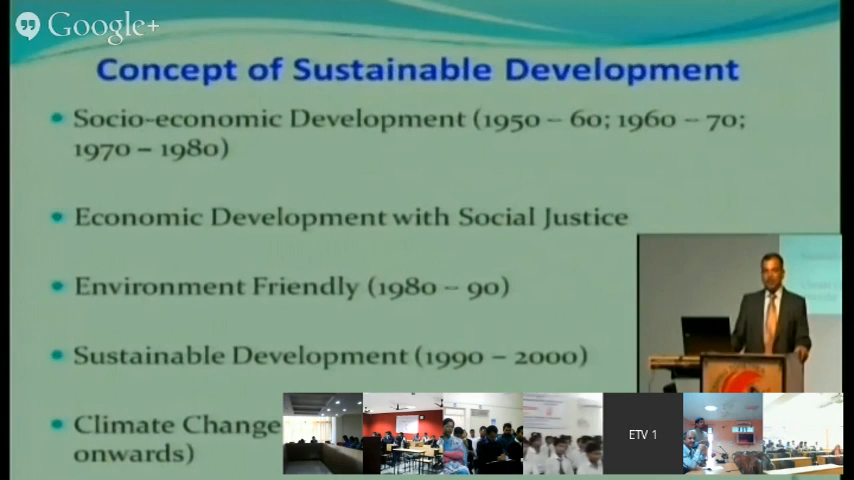 Google+
Concept of Sustainable Development
Socio-economic Development (1950 – 60; 1960 – 70;
1970 – 1980)
Economic Development with Social Justice
Environment Friendly (1980 – 90)
Sustainable Development (1990 – 2000)
Climate Change
onwards)
ETV 1